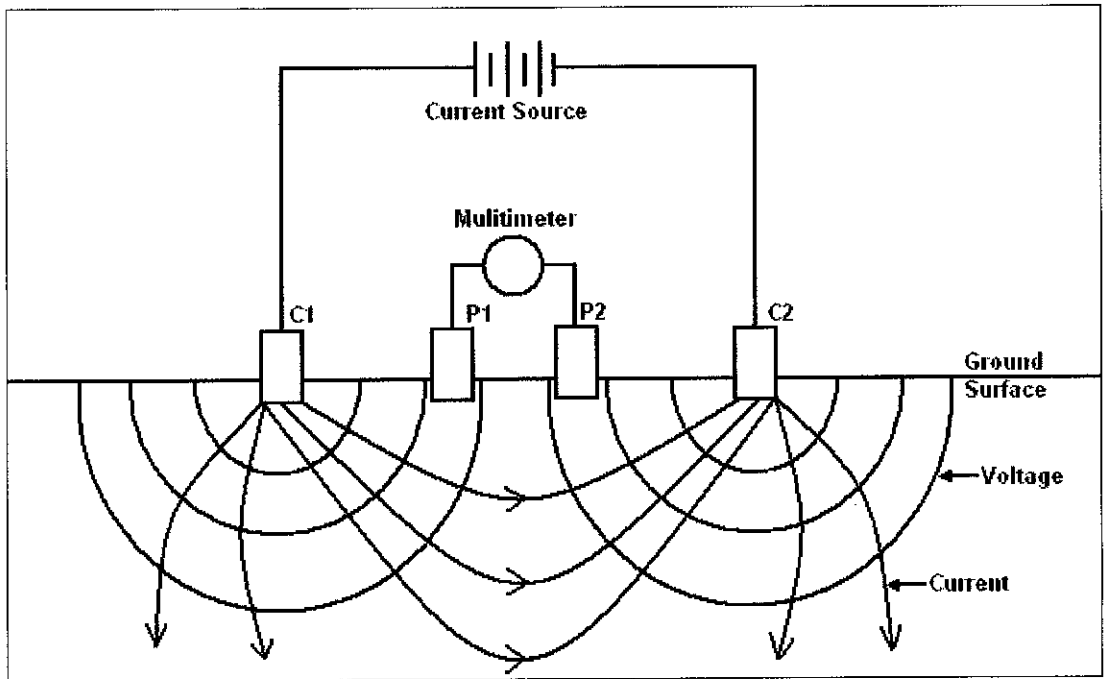 Current Source
Mulitimeter
C1
P1
P2
C2
Ground
Surface
Voltage
Current